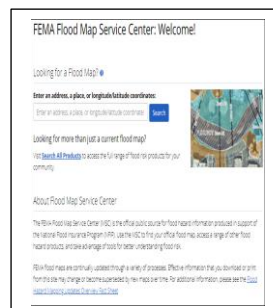 FEMA Flood Map Service Center: Welcome!
Looking for a Flood Map?
Enter an address, a place, or longitude/latitude coordinates:
Enter an address, a place, or longitude/latitude coordinate
Search
Looking for more than just a current flood map?
Visit Search All Products to access the full range of flood risk products for your
community.
About Flood Map Service Center
The FEMA Flood Map Service Center (MSC) is the official public source for flood hazard information produced in support of
the National Flood Insurance Program (NFIP). Use the MSC to find your official flood map, access a range of other flood
hazard products, and take advantage of tools for better understanding flood risk.
FEMA flood maps are continually updated through a variety of processes. Effective information that you download or print
from this site may change or become superseded by new maps over time. For additional information, please see the Flood
Hazard Mapping Updates Overview Fact Sheet